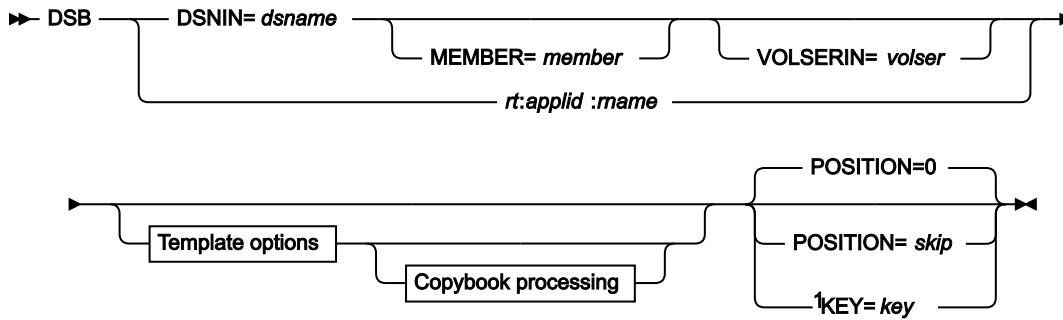 DSB DSNIN= dsname
MEMBER= member VOLSERIN= volser
rt:applid :rname
POSITION=0
Template options POSITION= skip
Copybook processing 1KEY= key